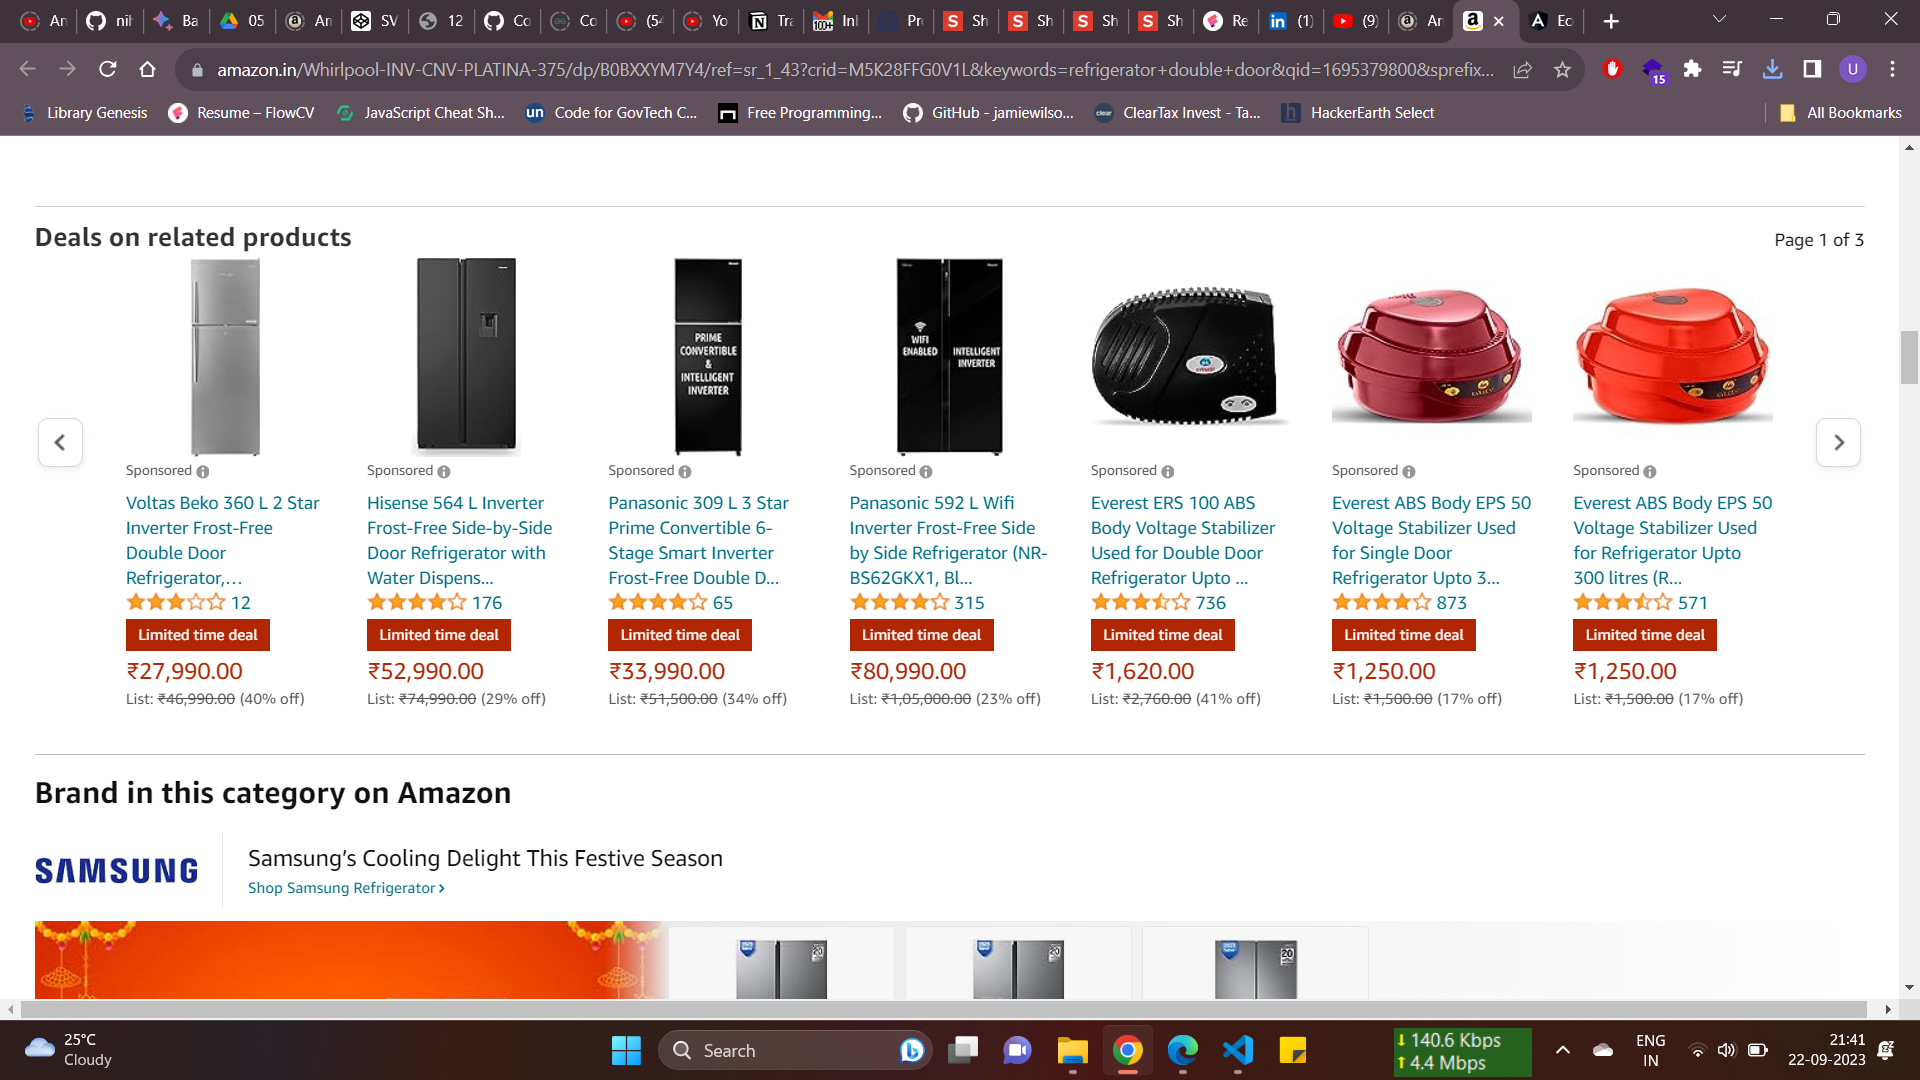 An
nih
Ba
05
An
SV
12
Co
Co
(54
Yo
Tra
Inl
Pre
Sh
Sh
Sh
Sh
Re
(1)
(9)
An
Ec
amazon.in/Whirlpool-INV-CNV-PLATINA-375/dp/B0BXXYM7Y4/ref=sr_1_43?crid=M5K28FFG0V1L&keywords=refrigerator+double+door&qid=1695379800&sprefix...
15
U
Library Genesis
Resume – FlowCV
JavaScript Cheat Sh...
Code for GovTech C...
Free Programming...
GitHub - jamiewilso...
ClearTax Invest - Ta...
HackerEarth Select
All Bookmarks
Deals on related products
Page 1 of 3
PRIME
CONVERTIBLE
&
INTELLIGENT
INVERTER
WIFI
ENABLED
INTELLIGENT
INVERTER
Sponsored
Voltas Beko 360 L 2 Star
Inverter Frost-Free
Double Door
Refrigerator,...
12
Limited time deal
₹27,990.00
List: ₹46,990.00 (40% off)
Sponsored
Hisense 564 L Inverter
Frost-Free Side-by-Side
Door Refrigerator with
Water Dispens...
176
Limited time deal
₹52,990.00
List: ₹74,990.00 (29% off)
Sponsored
Panasonic 309 L 3 Star
Prime Convertible 6-
Stage Smart Inverter
Frost-Free Double D...
65
Limited time deal
₹33,990.00
List: ₹51,500.00 (34% off)
Sponsored
Panasonic 592 L Wifi
Inverter Frost-Free Side
by Side Refrigerator (NR-
BS62GKX1, Bl...
315
Limited time deal
₹80,990.00
List: ₹1,05,000.00 (23% off)
Sponsored
Everest ERS 100 ABS
Body Voltage Stabilizer
Used for Double Door
Refrigerator Upto ...
736
Limited time deal
₹1,620.00
List: ₹2,760.00 (41% off)
Sponsored
Everest ABS Body EPS 50
Voltage Stabilizer Used
for Single Door
Refrigerator Upto 3...
873
Limited time deal
₹1,250.00
List: ₹1,500.00 (17% off)
Sponsored
Everest ABS Body EPS 50
Voltage Stabilizer Used
for Refrigerator Upto
300 litres (R...
571
Limited time deal
₹1,250.00
List: ₹1,500.00 (17% off)
Brand in this category on Amazon
SAMSUNG
Samsung's Cooling Delight This Festive Season
Shop Samsung Refrigerator
25°C
Cloudy
Search
140.6 Kbps
4.4 Mbps
ENG
IN
21:41
22-09-2023